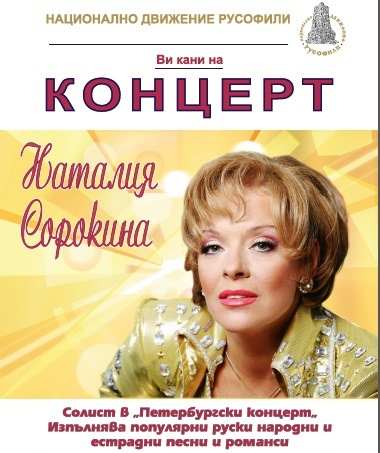 НАЦИОНАЛНО ДВИЖЕНИЕ РУСОФИЛИ
Ви кани на
КОНЦЕРТ
Наталия
Сорокина
Солист в „Петербургски концерт„
Изпълнява популярни руски народни и
естрадни песни и романси